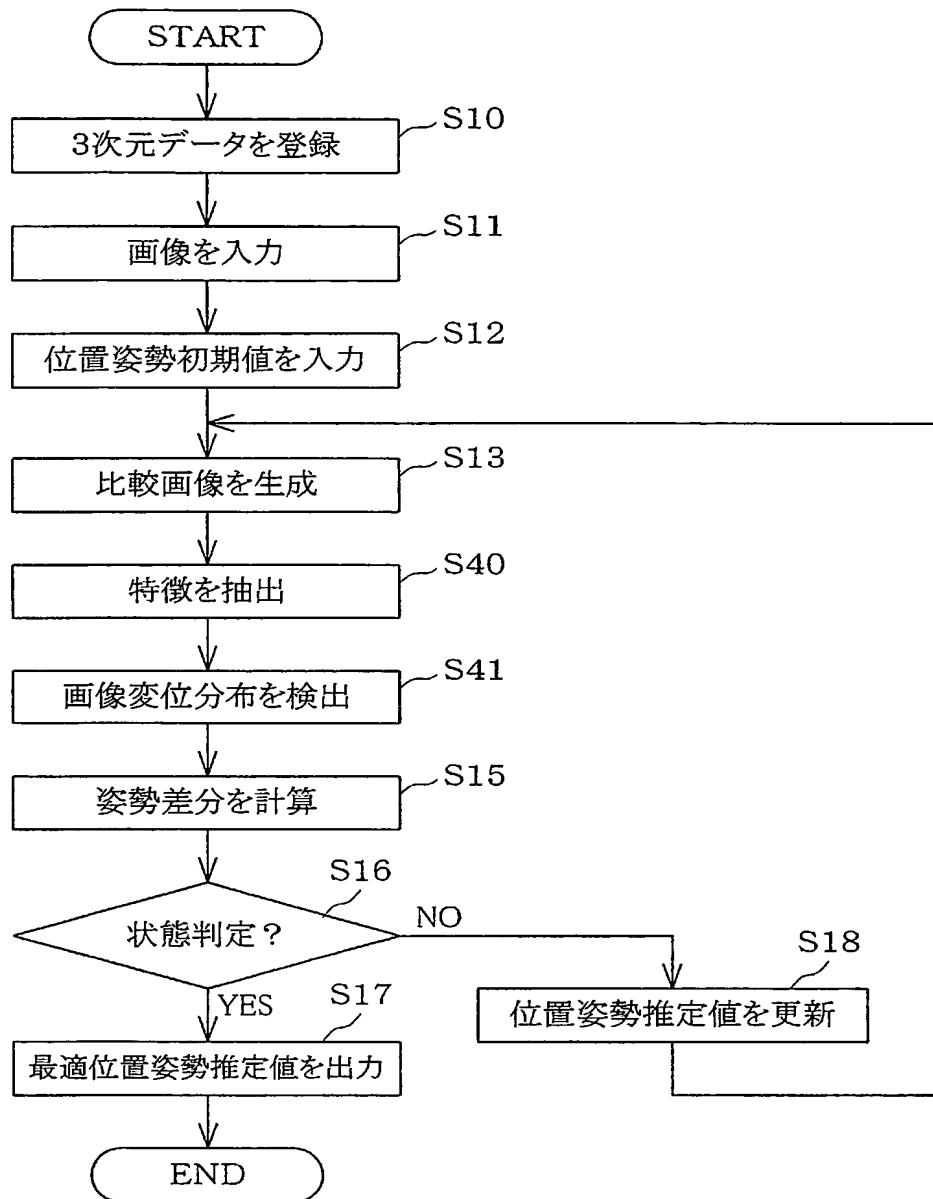 START
S10
3次元データを登録
S11
画像を入力
S12
位置姿勢初期値を入力
S13
比較画像を生成
S40
特徴を抽出
S41
画像変位分布を検出
S15
姿勢差分を計算
S16
状態判定?
NO
YES
S18
位置姿勢推定値を更新
S17
最適位置姿勢推定値を出力
END